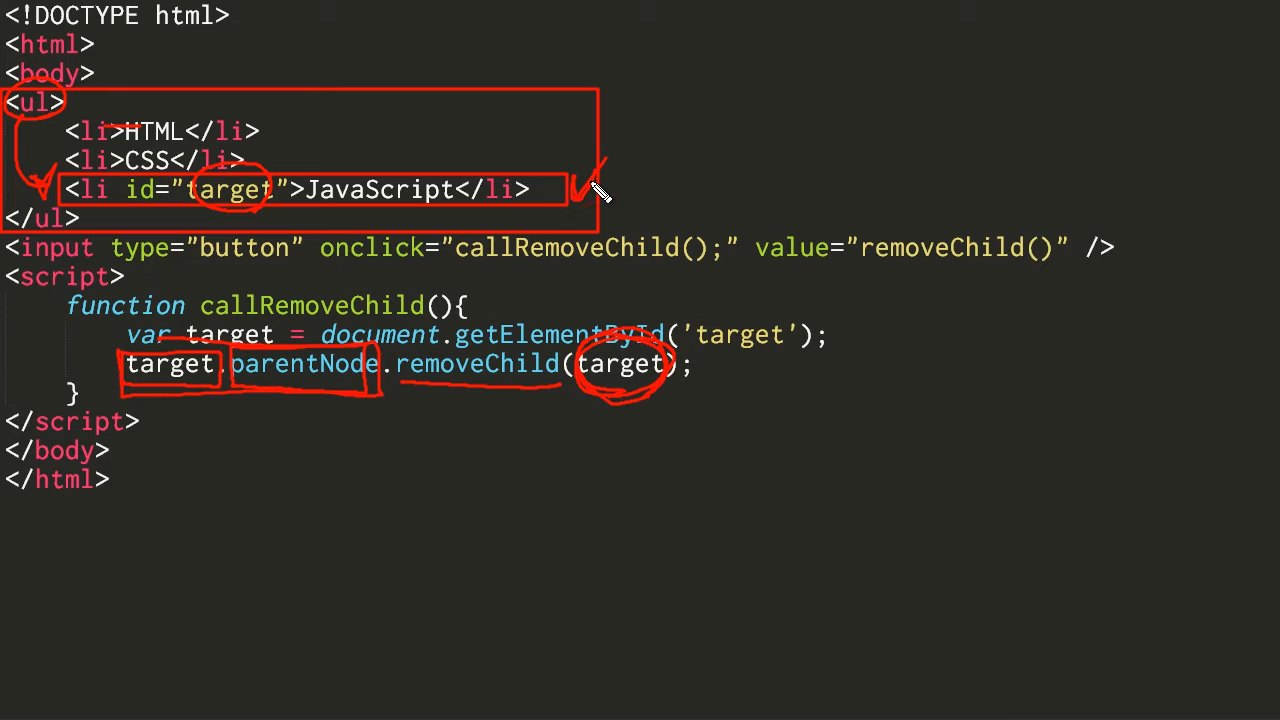 <!DOCTYPE html>
<html>
<body>
<ul>
    <li>HTML</li>
    <li>CSS</li>
    <li id="target">JavaScript</li>
</ul>
<input type="button" onclick="callRemoveChild();" value="removeChild()" />
<script>
    function callRemoveChild(){
        var target = document.getElementById('target');
        target.parentNode.removeChild(target);
    }
</script>
</body>
</html>